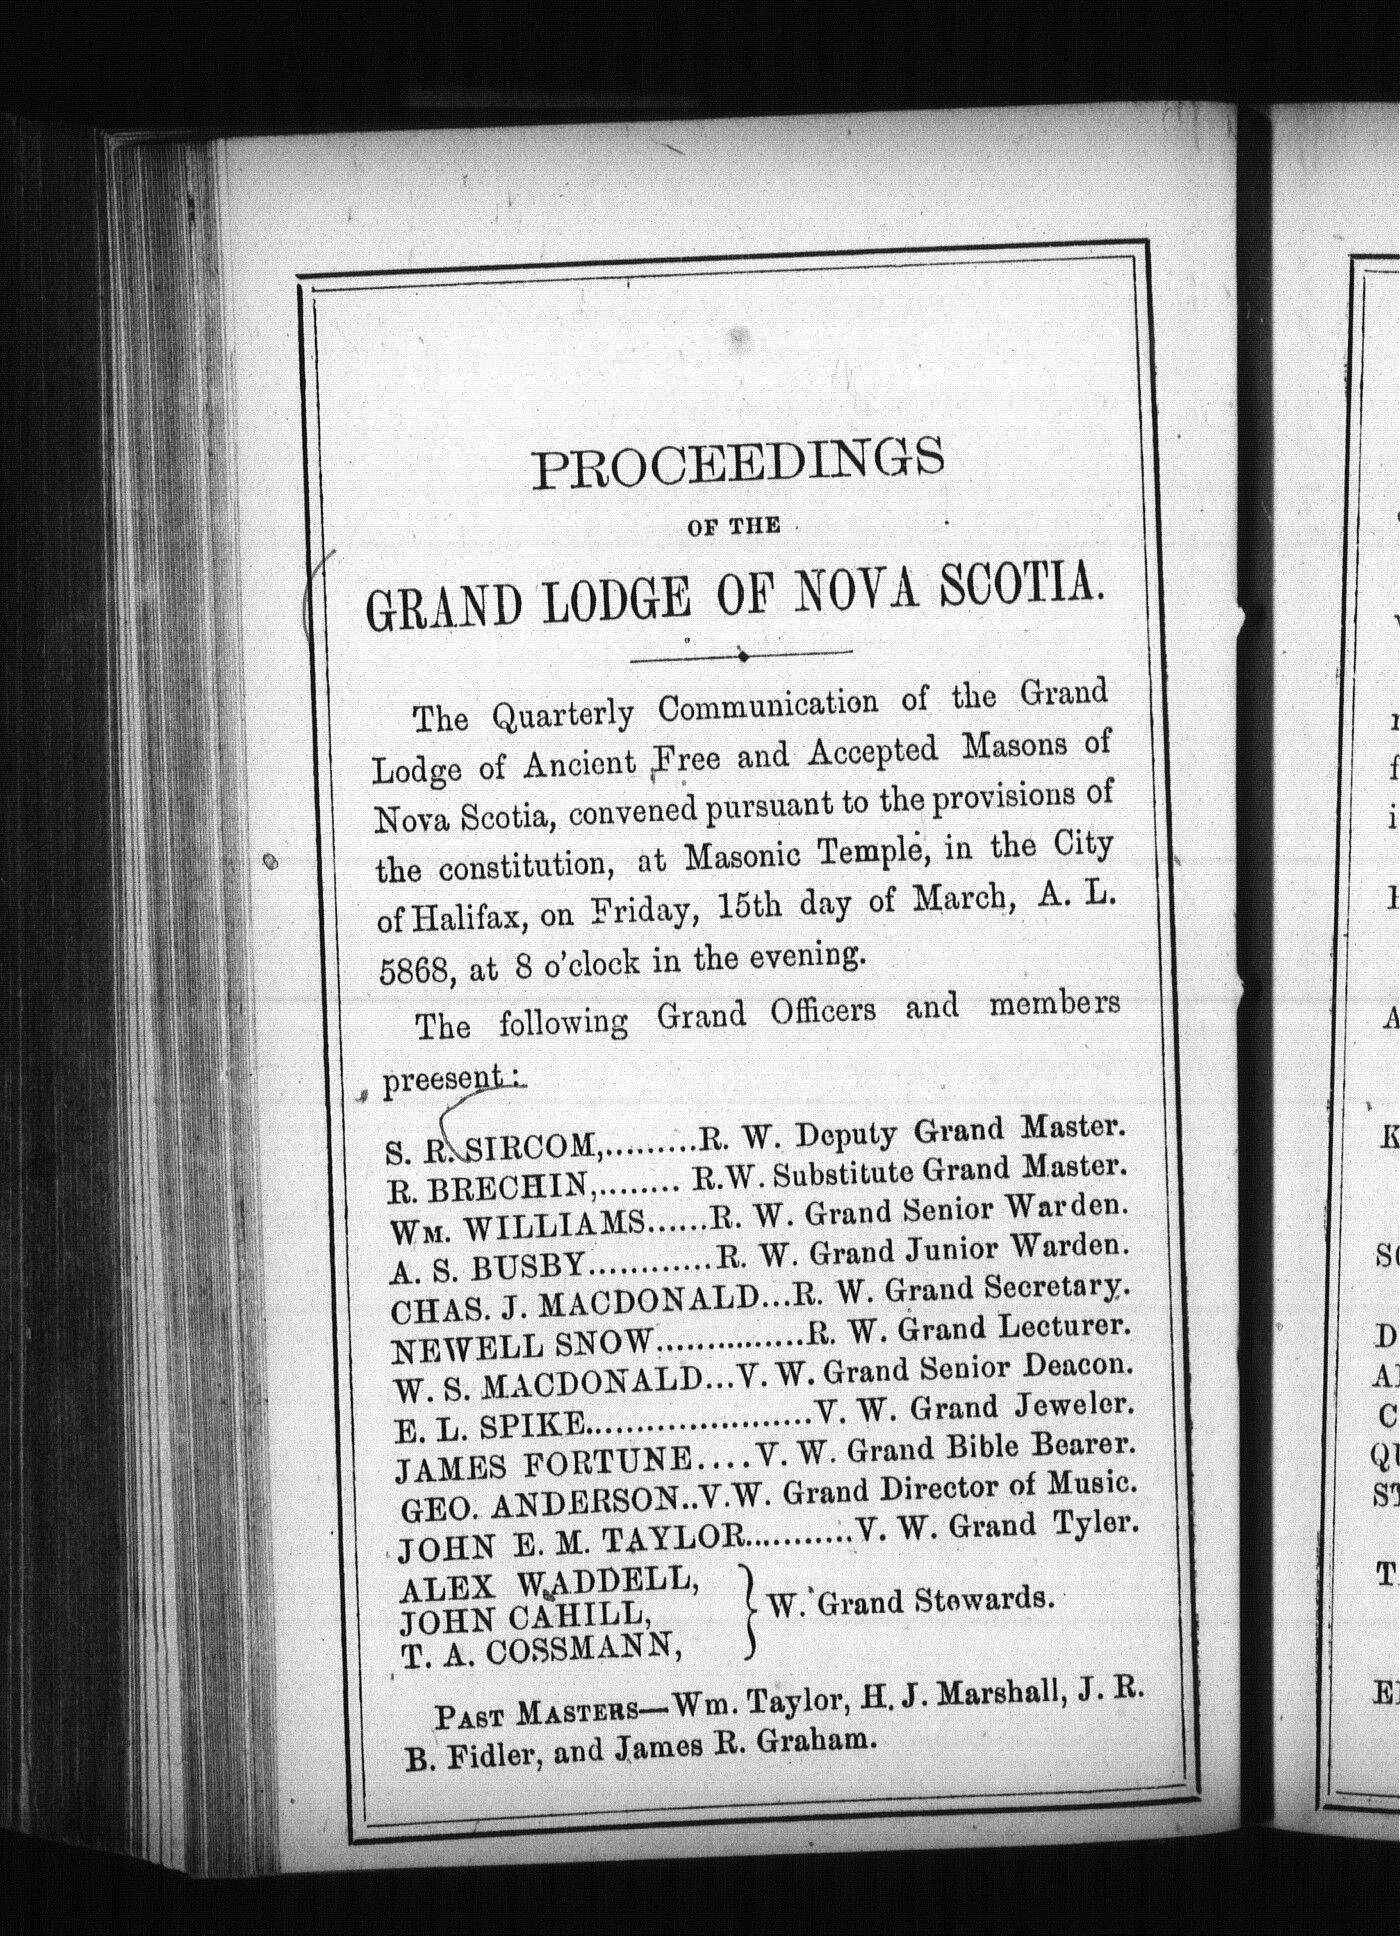 PROCEEDINGS
OF THE
GRAND LODGE OF NOVA SCOTIA.
The Quarterly Communication of the Grand
Lodge of Ancient Free and Accepted Masons of
Nova Scotia, convened pursuant to the provisions of
the constitution, at Masonic Temple, in the City
of Halifax, on Friday, 15th day of March, A. L.
5868, at 8 o'clock in the evening.
The following Grand Officers and members
preesent:
S. R. SIRCOM,.........R. W. Deputy Grand Master.
R. BRECHIN,........ R.W. Substitute Grand Master.
WM. WILLIAMS......R. W. Grand Senior Warden.
A. S. BUSBY............R. W. Grand Junior Warden.
CHAS. J. MACDONALD...R. W. Grand Secretary.
NEWELL SNOW...............R. W. Grand Lecturer.
W. S. MACDONALD...V. W. Grand Senior Deacon.
E. L. SPIKE.......................V. W. Grand Jeweler.
JAMES FORTUNE....V. W. Grand Bible Bearer.
GEO. ANDERSON..V.W. Grand Director of Music.
JOHN E. M. TAYLOR...........V. W. Grand Tyler.
ALEX WADDELL,
JOHN CAHILL, } W. Grand Stewards.
T. A. COSSMANN,
PAST MASTERS—Wm. Taylor, H. J. Marshall, J. R.
B. Fidler, and James R. Graham.